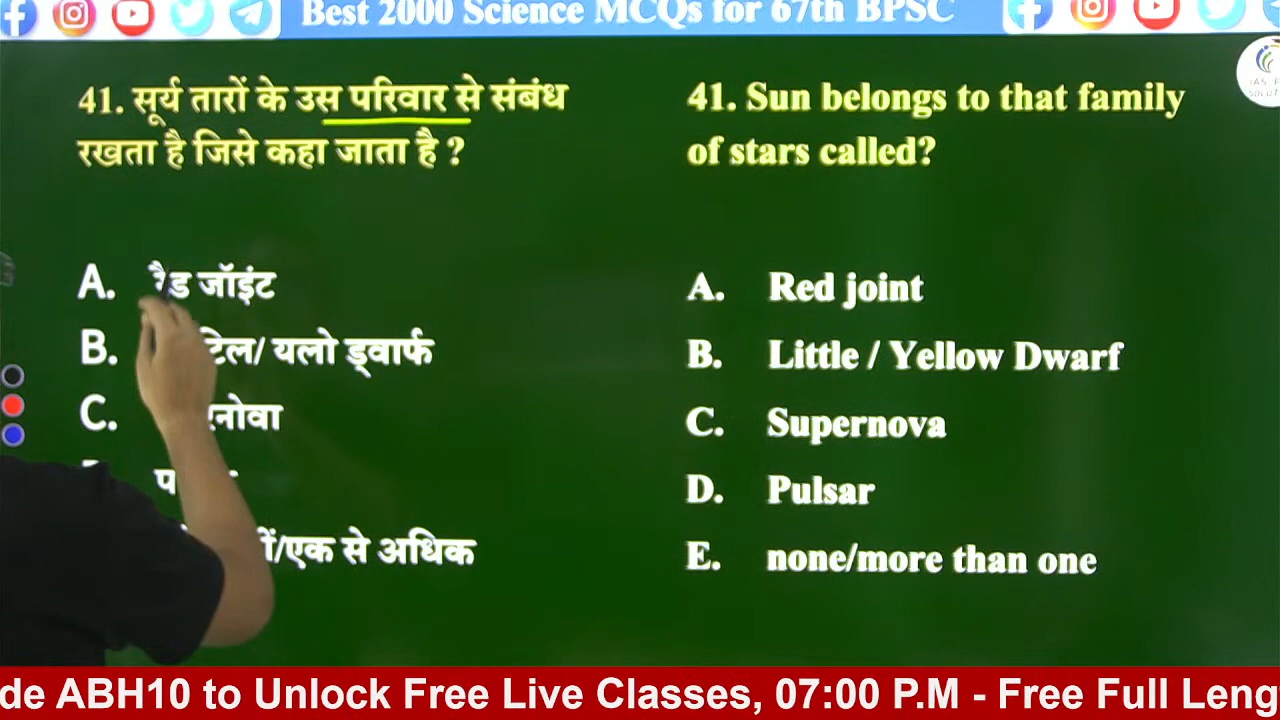 Best 2000 Science MCQs for 67th BPSC
41. सूर्य तारों के उस परिवार से संबंध
रखता है जिसे कहा जाता है ?
A. रैड जॉइंट
B. / यलो ड्वार्फ
C.
एक से अधिक
41. Sun belongs to that family
of stars called?
A. Red joint
B. Little / Yellow Dwarf
C. Supernova
D. Pulsar
E. none/more than one
ABH10 to Unlock Free Live Classes, 07:00 P.M - Free Full